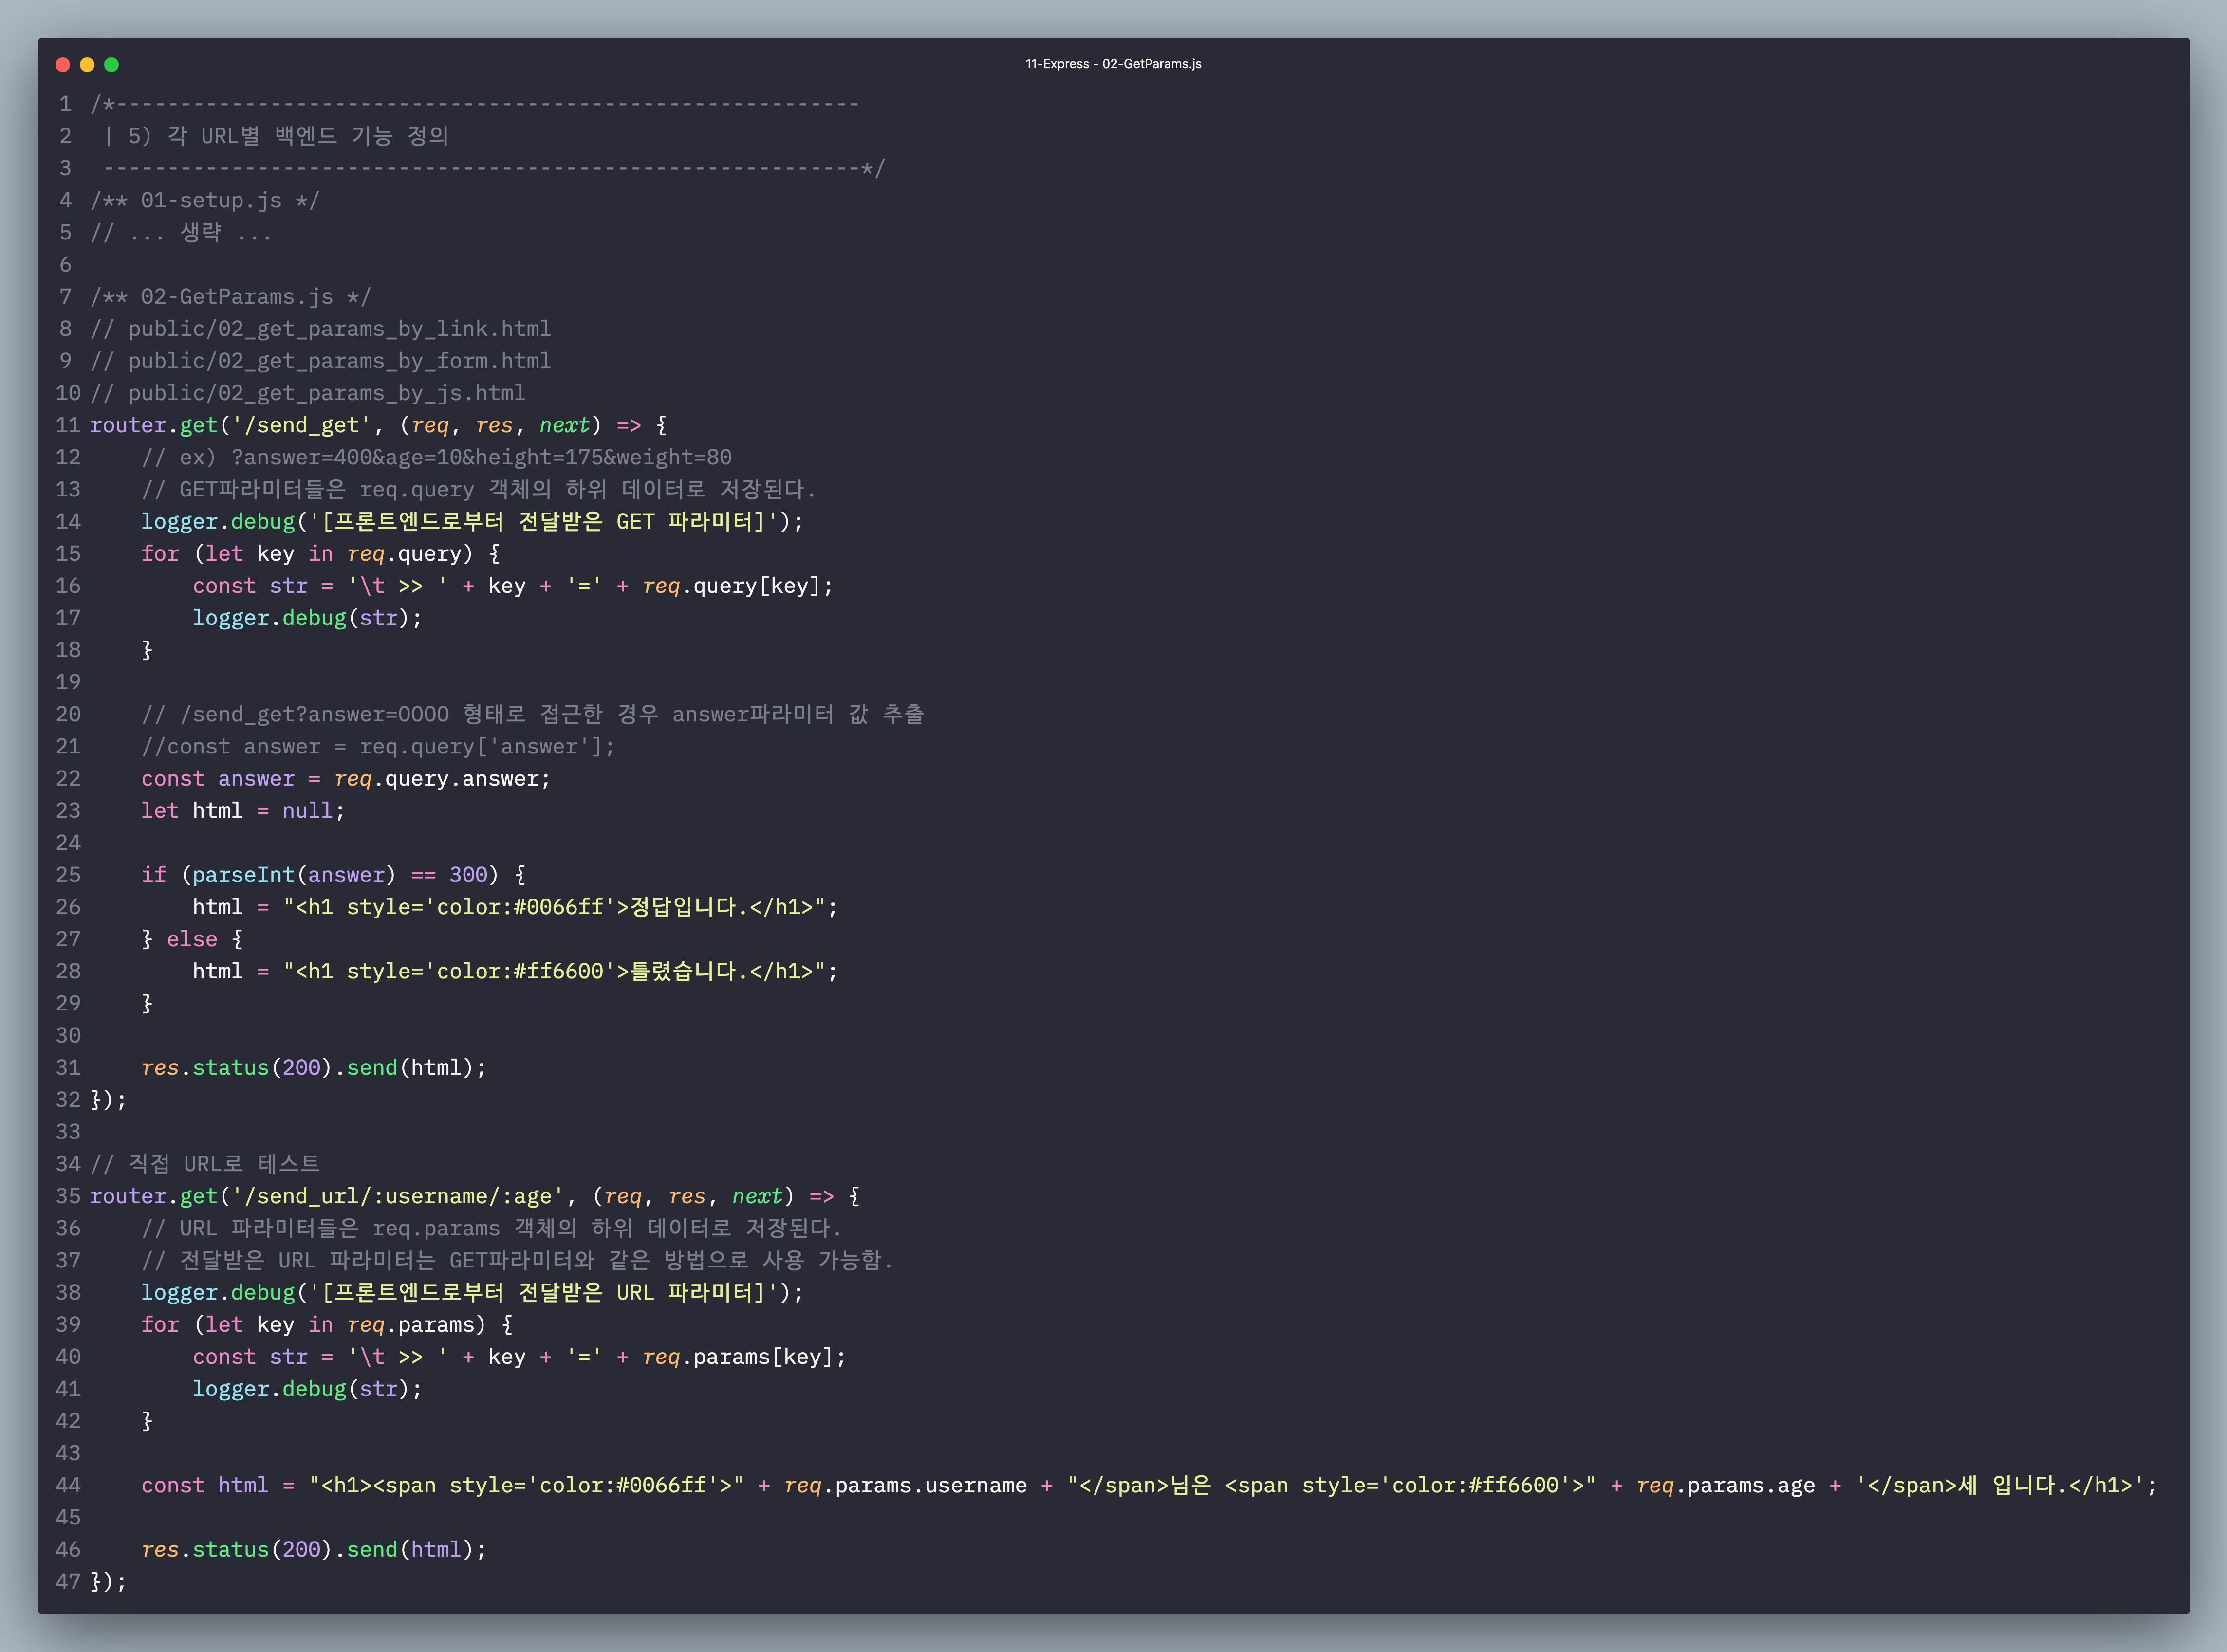 11-Express - 02-GetParams.js
1 /*----------------------------------------------------------
2  | 5) 각 URL별 백엔드 기능 정의
3  -----------------------------------------------------------*/
4 /** 01-setup.js */
5 // ... 생략 ...
6
7 /** 02-GetParams.js */
8 // public/02_get_params_by_link.html
9 // public/02_get_params_by_form.html
10 // public/02_get_params_by_js.html
11 router.get('/send_get', (req, res, next) => {
12     // ex) ?answer=400&age=10&height=175&weight=80
13     // GET파라미터들은 req.query 객체의 하위 데이터로 저장된다.
14     logger.debug('[프론트엔드로부터 전달받은 GET 파라미터]');
15     for (let key in req.query) {
16         const str = '\t >> ' + key + '=' + req.query[key];
17         logger.debug(str);
18     }
19
20     // /send_get?answer=OOOO 형태로 접근한 경우 answer파라미터 값 추출
21     //const answer = req.query['answer'];
22     const answer = req.query.answer;
23     let html = null;
24
25     if (parseInt(answer) == 300) {
26         html = "<h1 style='color:#0066ff'>정답입니다.</h1>";
27     } else {
28         html = "<h1 style='color:#ff6600'>틀렸습니다.</h1>";
29     }
30
31     res.status(200).send(html);
32 });
33
34 // 직접 URL로 테스트
35 router.get('/send_url/:username/:age', (req, res, next) => {
36     // URL 파라미터들은 req.params 객체의 하위 데이터로 저장된다.
37     // 전달받은 URL 파라미터는 GET파라미터와 같은 방법으로 사용 가능함.
38     logger.debug('[프론트엔드로부터 전달받은 URL 파라미터]');
39     for (let key in req.params) {
40         const str = '\t >> ' + key + '=' + req.params[key];
41         logger.debug(str);
42     }
43
44     const html = "<h1><span style='color:#0066ff'>" + req.params.username + "</span>님은 <span style='color:#ff6600'>" + req.params.age + '</span>세 입니다.</h1>';
45
46     res.status(200).send(html);
47 });